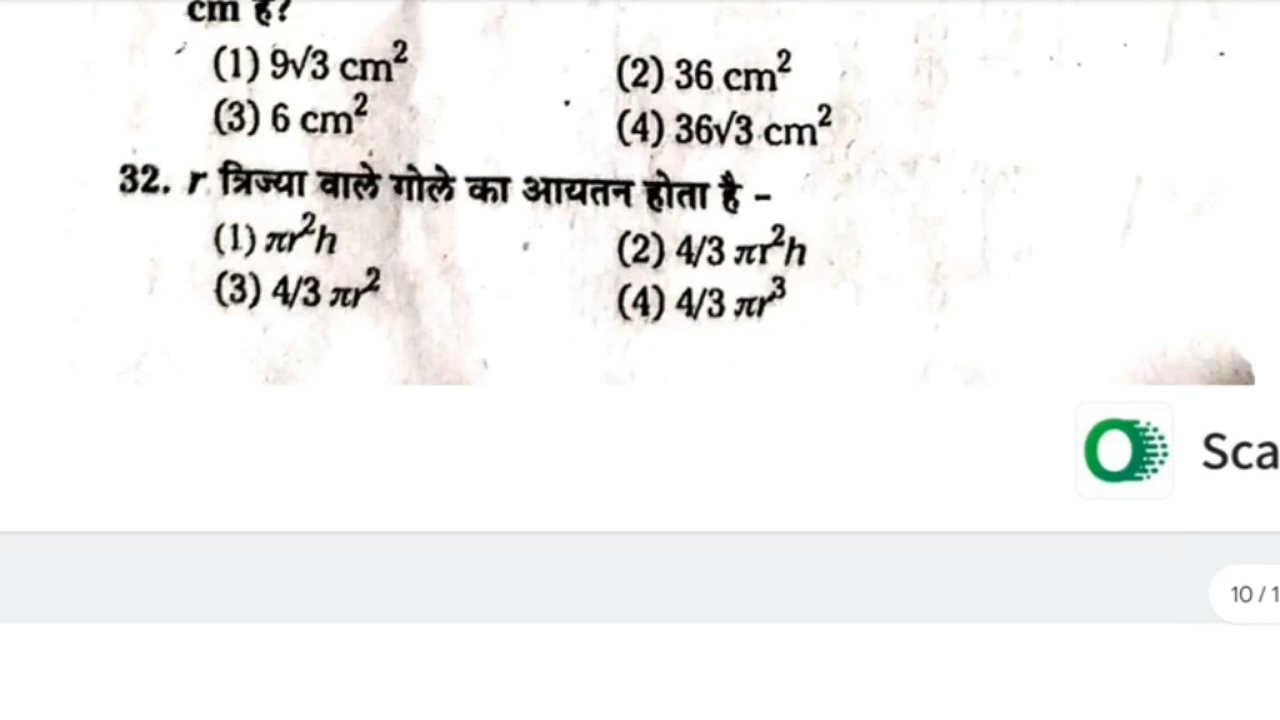 cm है?
(1) 9√3 cm² (2) 36 cm²
(3) 6 cm² (4) 36√3 cm²
32. r त्रिज्या वाले गोले का आयतन होता है -
(1) πr²h (2) 4/3 πr²h
(3) 4/3 πr² (4) 4/3 πr³
Sca
10 / 1